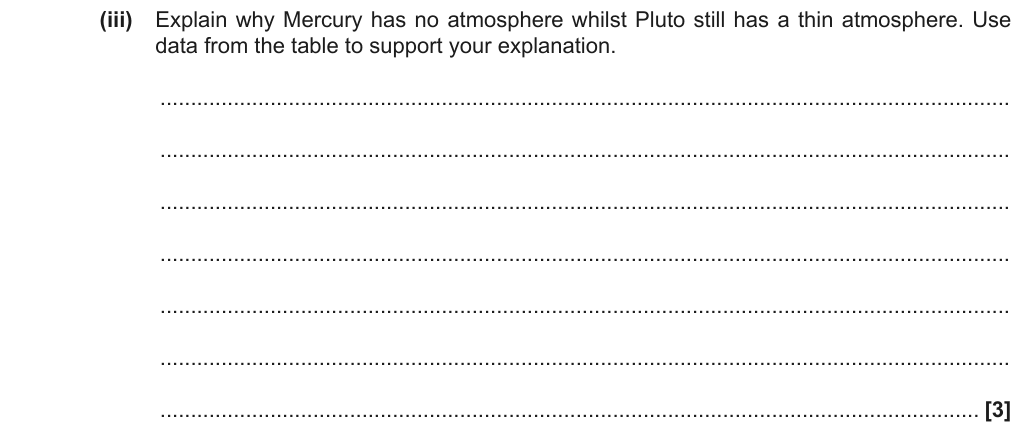 (iii) Explain why Mercury has no atmosphere whilst Pluto still has a thin atmosphere. Use
data from the table to support your explanation.
[3]